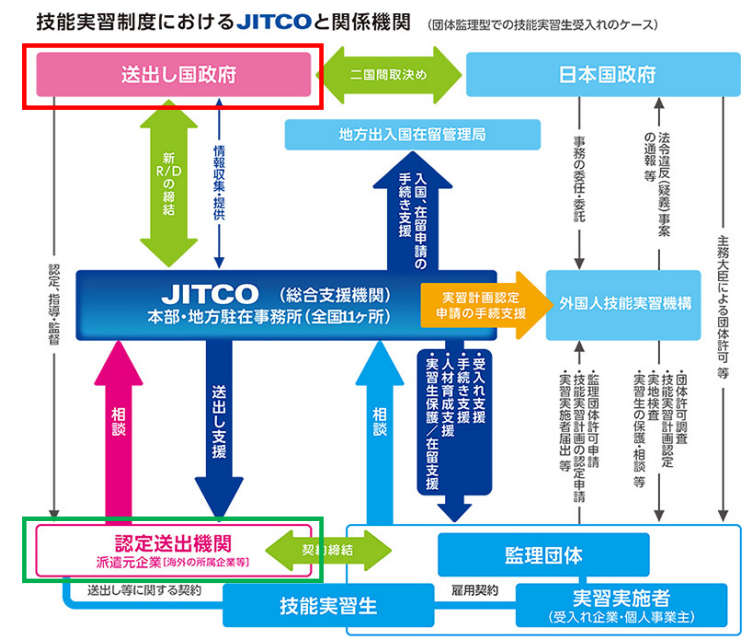 技能実習制度におけるJITCOと関係機関 (団体監理型での技能実習生受入れのケース)
送出し国政府
二国間取決め
日本国政府
地方出入国在留管理局
新R/Dの締結
情報収集・提供
入国、在留申請の
手続き支援
事務の委任・委託
法令違反(疑義)事案
の通報 等
主務大臣による団体許可 等
認定、指導・監督
JITCO (総合支援機関)
本部・地方駐在事務所(全国11ヶ所)
実習計画認定
申請の手続支援
外国人技能実習機構
相談
送出し支援
相談
・受入れ支援
・手続き支援
・人材育成支援
・実習生保護/在留支援
・監理団体許可申請
・技能実習計画の認定申請
・実習実施者届出 等
・団体許可調査
・技能実習計画認定
・実地検査
・実習生の保護・相談 等
認定送出機関
派遣元企業[海外の所属企業等]
契約締結
監理団体
送出し等に関する契約
技能実習生
雇用契約
実習実施者
(受入れ企業・個人事業主)